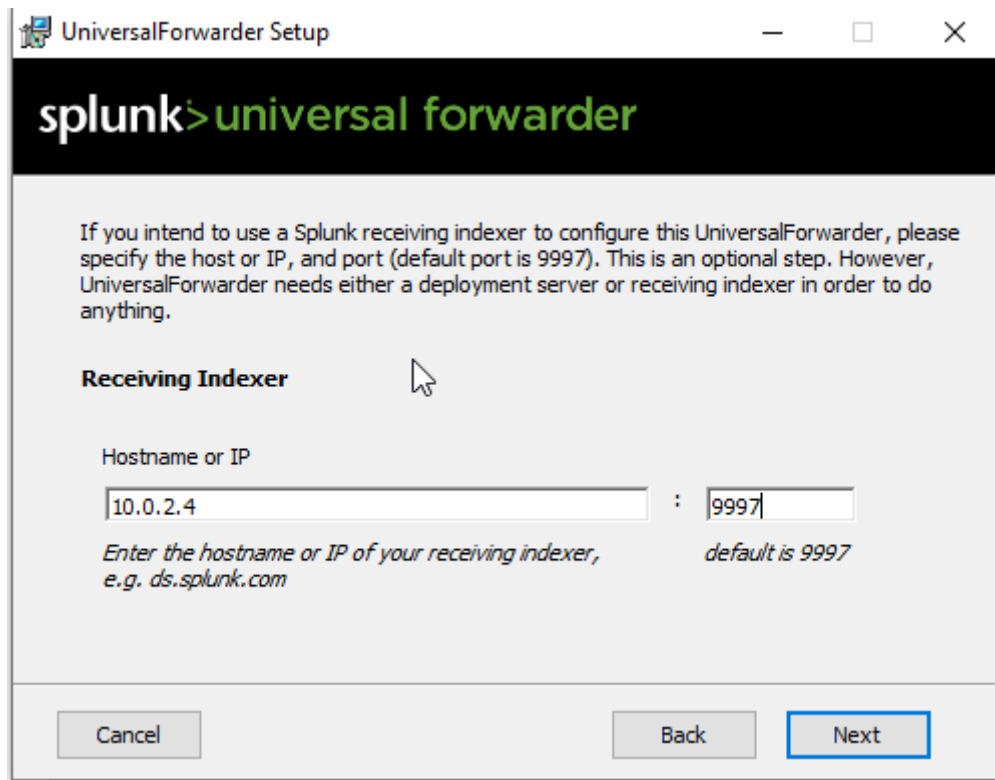 UniversalForwarder Setup
splunk>universal forwarder
If you intend to use a Splunk receiving indexer to configure this UniversalForwarder, please
specify the host or IP, and port (default port is 9997). This is an optional step. However,
UniversalForwarder needs either a deployment server or receiving indexer in order to do
anything.
Receiving Indexer
Hostname or IP
10.0.2.4 : 9997
Enter the hostname or IP of your receiving indexer, default is 9997
e.g. ds.splunk.com
Cancel Back Next